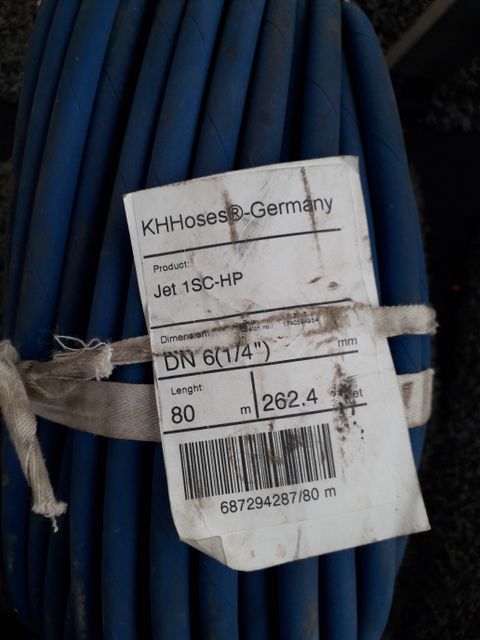 KHHoses®-Germany
Product:
Jet 1SC-HP
Dimension
DN 6(1/4") mm
Lenght
80 m 262.4
687294287/80 m